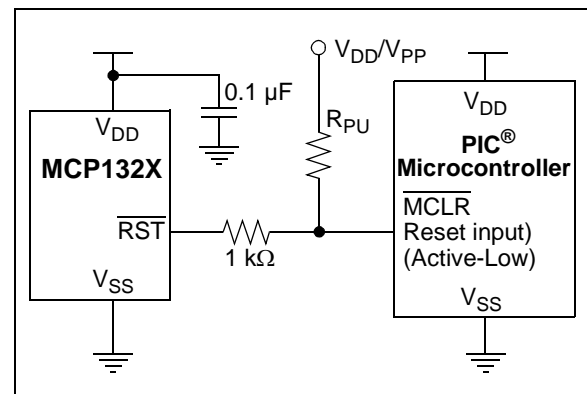 V_DD/V_PP
0.1 µF
R_PU
V_DD
MCP132X
RST
V_SS
1 kΩ
V_DD
PIC®
Microcontroller
MCLR
Reset input)
(Active-Low)
V_SS